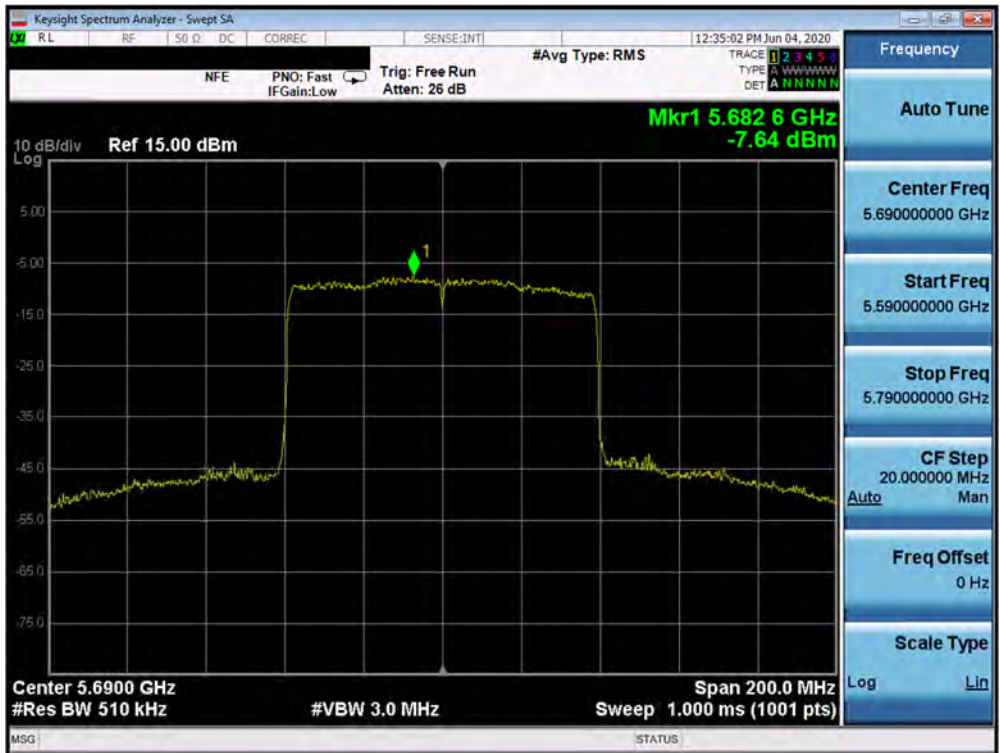 Keysight Spectrum Analyzer - Swept SA
LXI RL RF 50 Ω DC CORREC SENSE:INT 12:35:02 PM Jun 04, 2020
NFE PNO: Fast IFGain:Low Trig: Free Run Atten: 26 dB #Avg Type: RMS
TRACE 1 2 3 4 5 6
TYPE A WWWWW
DET A N N N N N
Mkr1 5.682 6 GHz
-7.64 dBm
10 dB/div Ref 15.00 dBm
Log
1
5.00
-5.00
-15.0
-25.0
-35.0
-45.0
-55.0
-65.0
-75.0
Center 5.6900 GHz Span 200.0 MHz
#Res BW 510 kHz #VBW 3.0 MHz Sweep 1.000 ms (1001 pts)
MSG STATUS
Frequency
Auto Tune
Center Freq
5.690000000 GHz
Start Freq
5.590000000 GHz
Stop Freq
5.790000000 GHz
CF Step
20.000000 MHz
Auto Man
Freq Offset
0 Hz
Scale Type
Log Lin